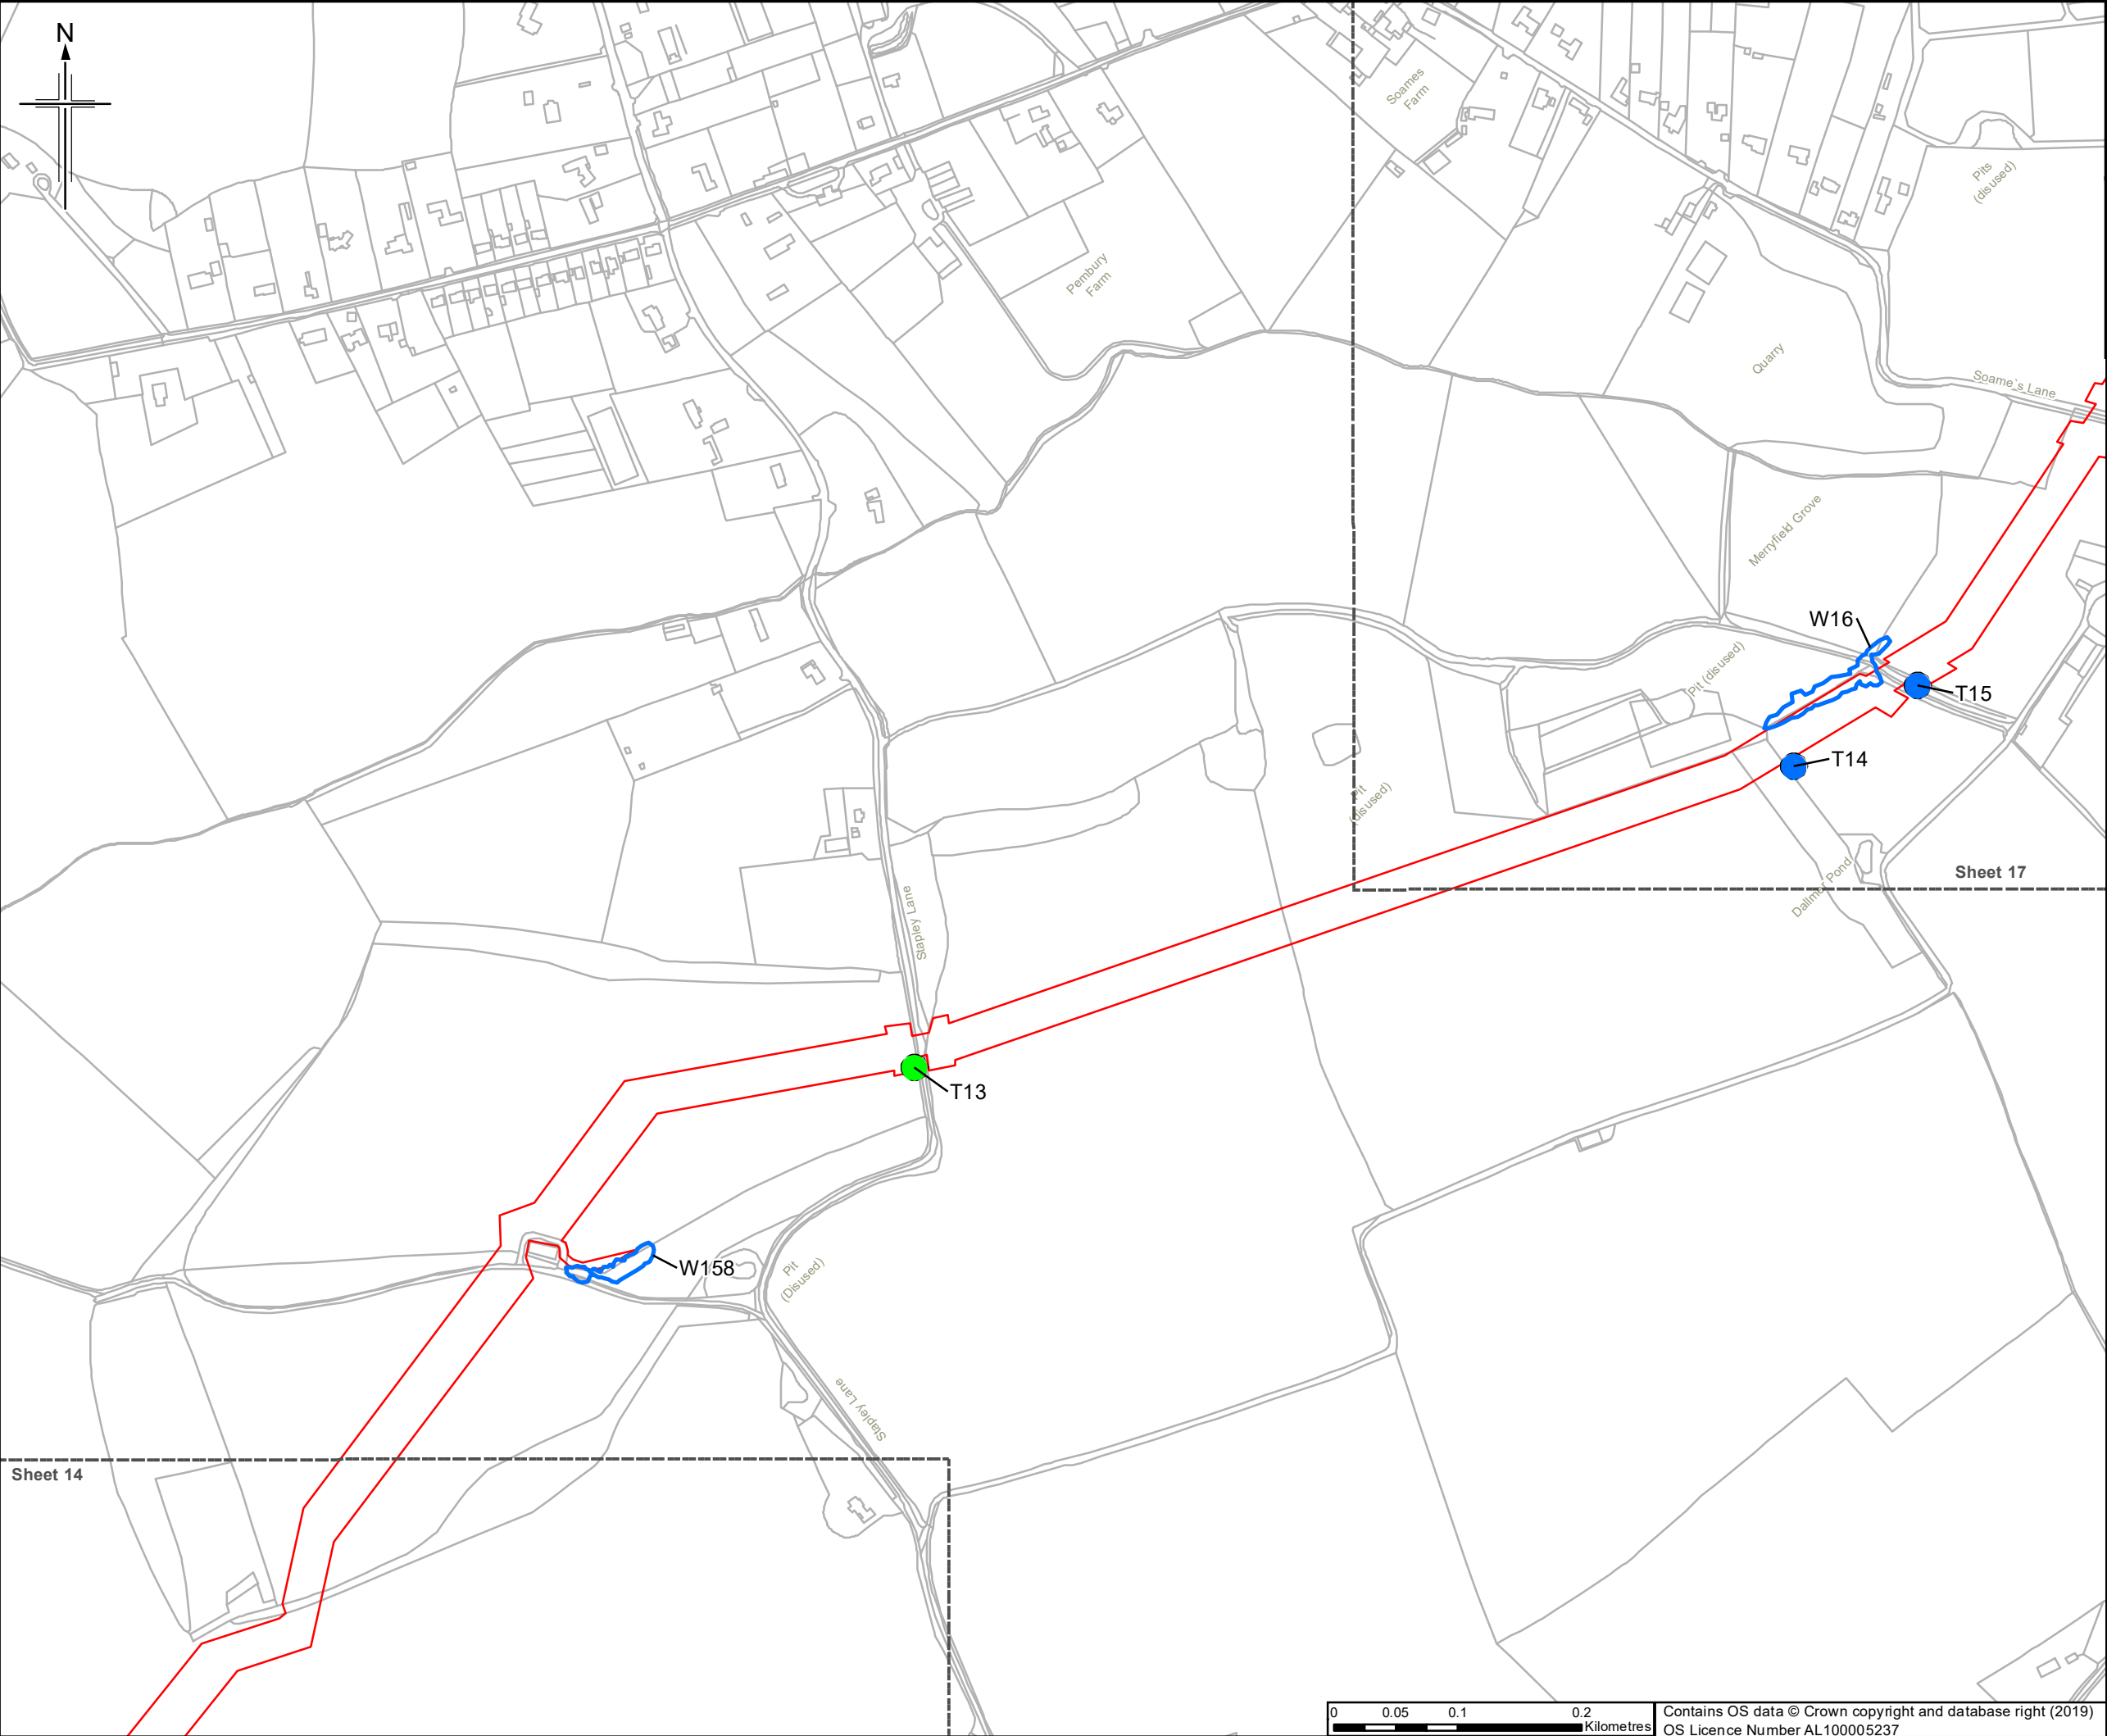 N
Soames
Farm
Pits
(disused)
Pembury
Farm
Quarry
Soame's Lane
Merryfield Grove
W16
Pit (disused)
T15
T14
Pit
(disused)
Dallmer Pond
Sheet 17
Stapley Lane
T13
W158
Pit
(Disused)
Stapley Lane
Sheet 14
0 0.05 0.1 0.2
Kilometres
Contains OS data © Crown copyright and database right (2019)
OS Licence Number AL100005237